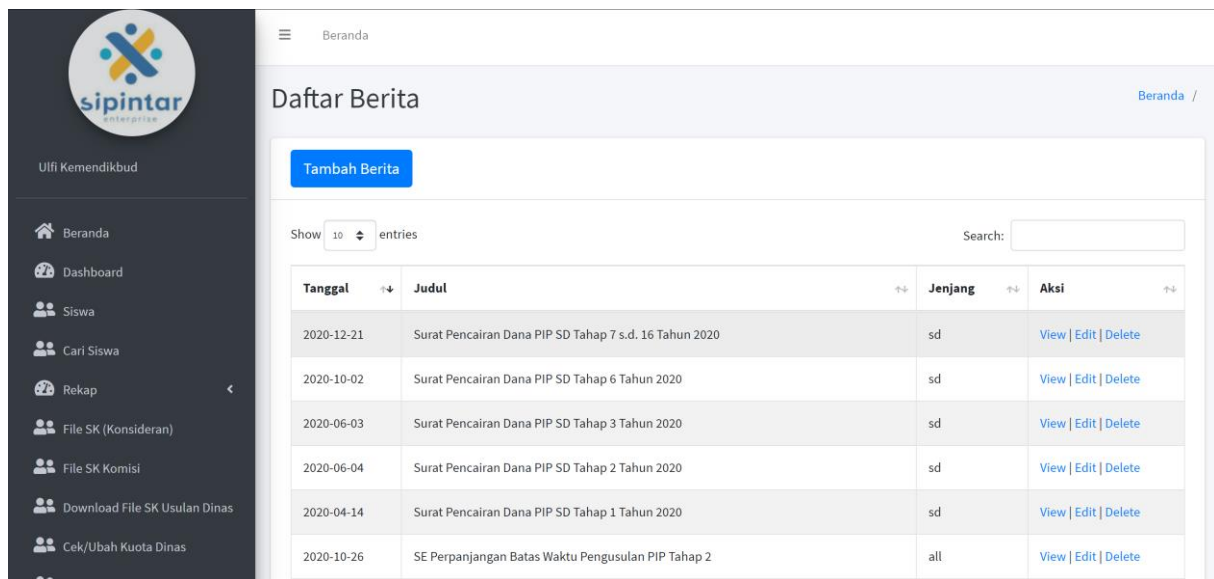 sipintar
enterprise
Ulfi Kemendikbud
Beranda
Dashboard
Siswa
Cari Siswa
Rekap
File SK (Konsideran)
File SK Komisi
Download File SK Usulan Dinas
Cek/Ubah Kuota Dinas
Beranda
Daftar Berita
Beranda /
Tambah Berita
Show 10 entries
Search:
Tanggal Judul Jenjang Aksi
2020-12-21 Surat Pencairan Dana PIP SD Tahap 7 s.d. 16 Tahun 2020 sd View | Edit | Delete
2020-10-02 Surat Pencairan Dana PIP SD Tahap 6 Tahun 2020 sd View | Edit | Delete
2020-06-03 Surat Pencairan Dana PIP SD Tahap 3 Tahun 2020 sd View | Edit | Delete
2020-06-04 Surat Pencairan Dana PIP SD Tahap 2 Tahun 2020 sd View | Edit | Delete
2020-04-14 Surat Pencairan Dana PIP SD Tahap 1 Tahun 2020 sd View | Edit | Delete
2020-10-26 SE Perpanjangan Batas Waktu Pengusulan PIP Tahap 2 all View | Edit | Delete